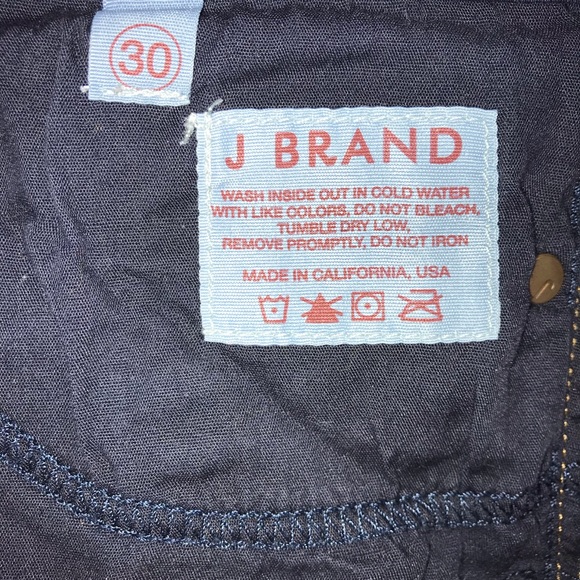 30
J BRAND
WASH INSIDE OUT IN COLD WATER
WITH LIKE COLORS, DO NOT BLEACH,
TUMBLE DRY LOW,
REMOVE PROMPTLY, DO NOT IRON
MADE IN CALIFORNIA, USA